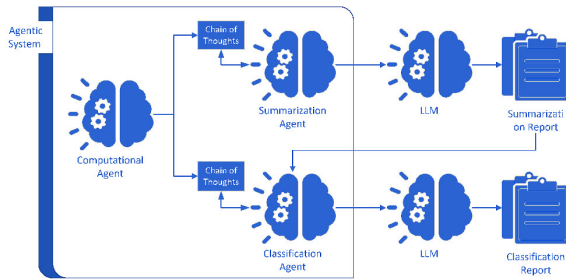 Agentic
System
Chain of
Thoughts
Summarization
Agent
LLM
Summarizati
on Report
Computational
Agent
Chain of
Thoughts
Classification
Agent
LLM
Classification
Report